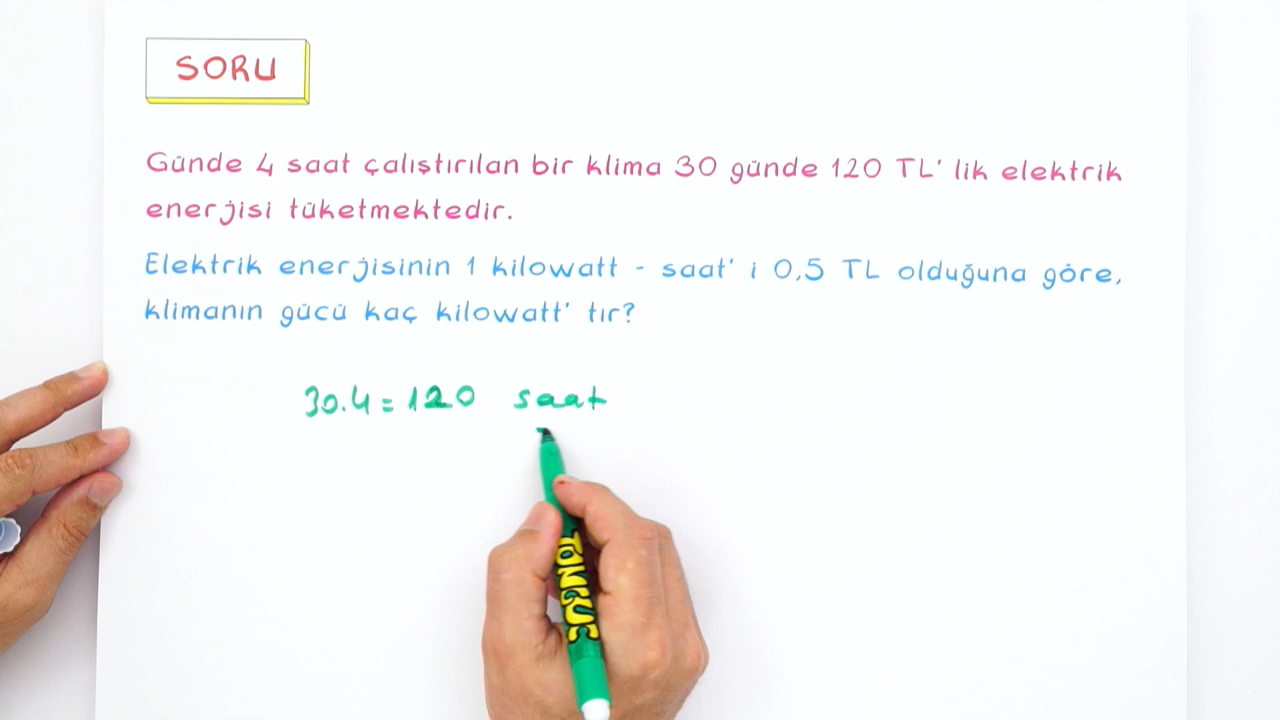 SORU
Günde 4 saat çalıştırılan bir klima 30 günde 120 TL' lik elektrik
enerjisi tüketmektedir.
Elektrik enerjisinin 1 kilowatt - saat' i 0,5 TL olduğuna göre,
klimanın gücü kaç kilowatt' tır?
30.4 = 120 saat
TONGUÇ